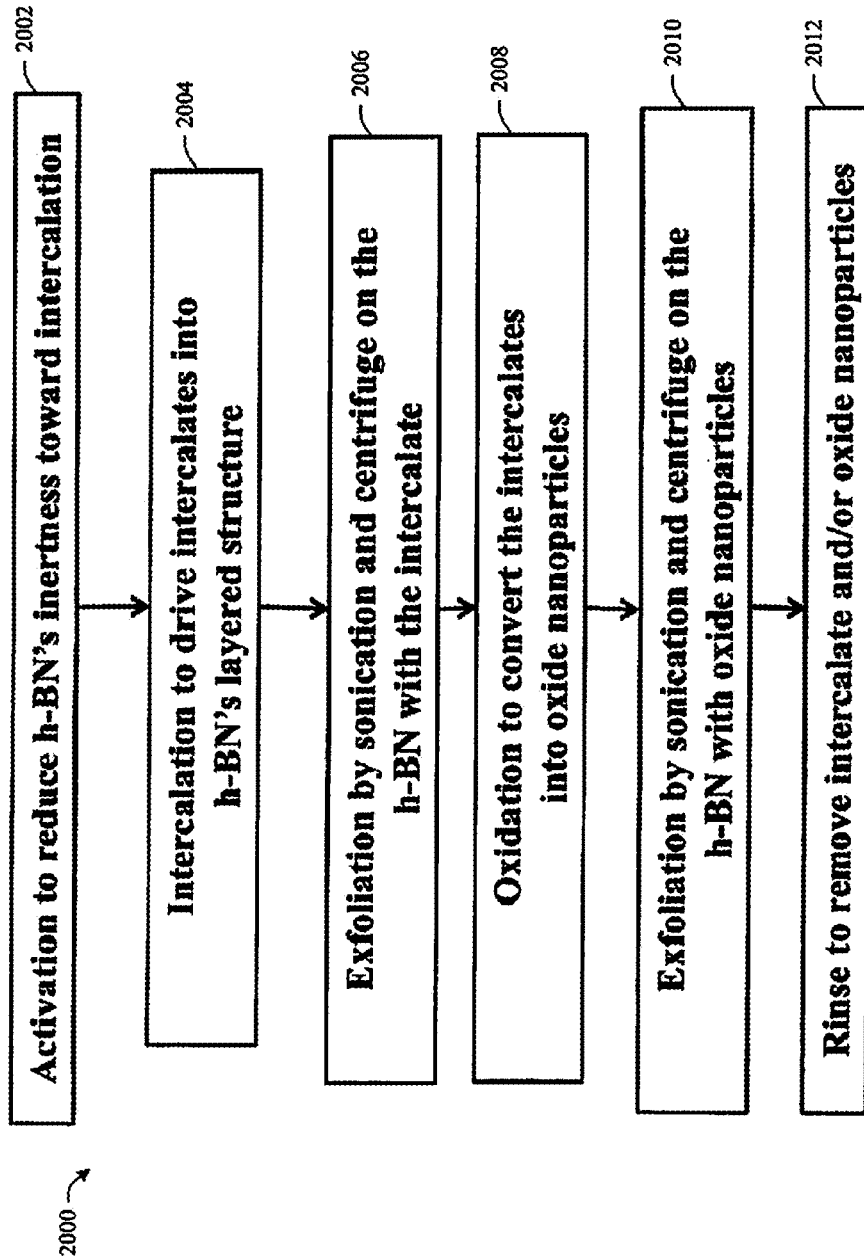 2000
Activation to reduce h-BN's inertness toward intercalation
2002
Intercalation to drive intercalates into
h-BN's layered structure
2004
Exfoliation by sonication and centrifuge on the
h-BN with the intercalate
2006
Oxidation to convert the intercalates
into oxide nanoparticles
2008
Exfoliation by sonication and centrifuge on the
h-BN with oxide nanoparticles
2010
Rinse to remove intercalate and/or oxide nanoparticles
2012